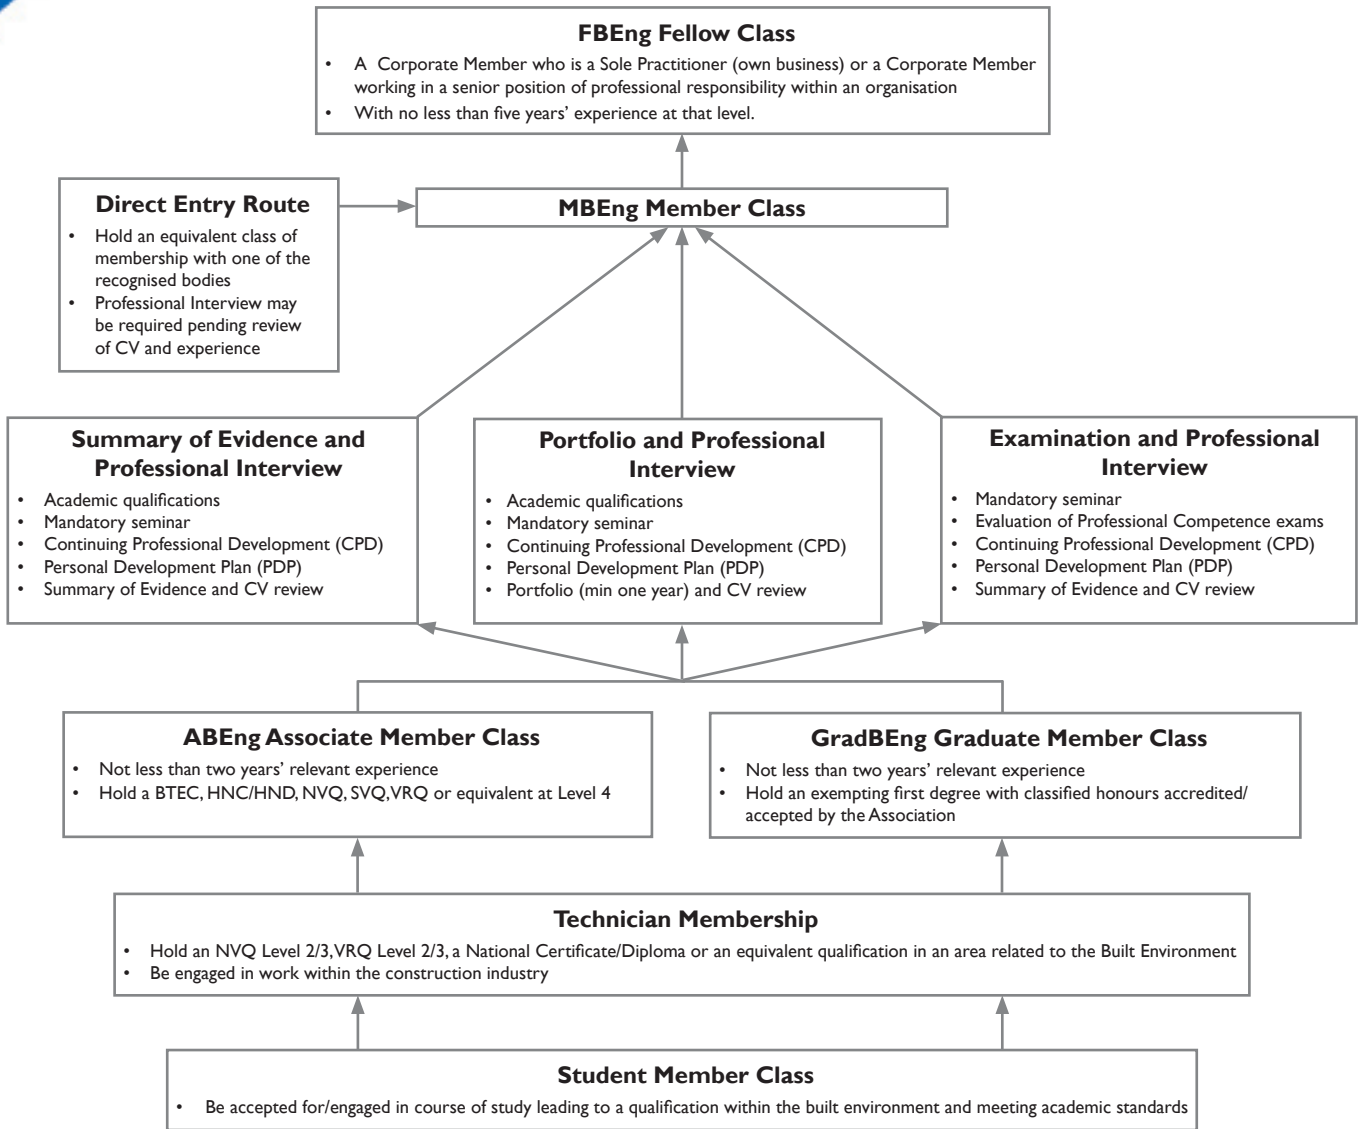 FBEng Fellow Class
• A Corporate Member who is a Sole Practitioner (own business) or a Corporate Member
working in a senior position of professional responsibility within an organisation
• With no less than five years’ experience at that level.
Direct Entry Route
• Hold an equivalent class of
membership with one of the
recognised bodies
• Professional Interview may
be required pending review
of CV and experience
MBEng Member Class
Summary of Evidence and
Professional Interview
• Academic qualifications
• Mandatory seminar
• Continuing Professional Development (CPD)
• Personal Development Plan (PDP)
• Summary of Evidence and CV review
Portfolio and Professional
Interview
• Academic qualifications
• Mandatory seminar
• Continuing Professional Development (CPD)
• Personal Development Plan (PDP)
• Portfolio (min one year) and CV review
Examination and Professional
Interview
• Mandatory seminar
• Evaluation of Professional Competence exams
• Continuing Professional Development (CPD)
• Personal Development Plan (PDP)
• Summary of Evidence and CV review
ABEng Associate Member Class
• Not less than two years’ relevant experience
• Hold a BTEC, HNC/HND, NVQ, SVQ, VRQ or equivalent at Level 4
GradBEng Graduate Member Class
• Not less than two years’ relevant experience
• Hold an exempting first degree with classified honours accredited/
accepted by the Association
Technician Membership
• Hold an NVQ Level 2/3, VRQ Level 2/3, a National Certificate/Diploma or an equivalent qualification in an area related to the Built Environment
• Be engaged in work within the construction industry
Student Member Class
• Be accepted for/engaged in course of study leading to a qualification within the built environment and meeting academic standards